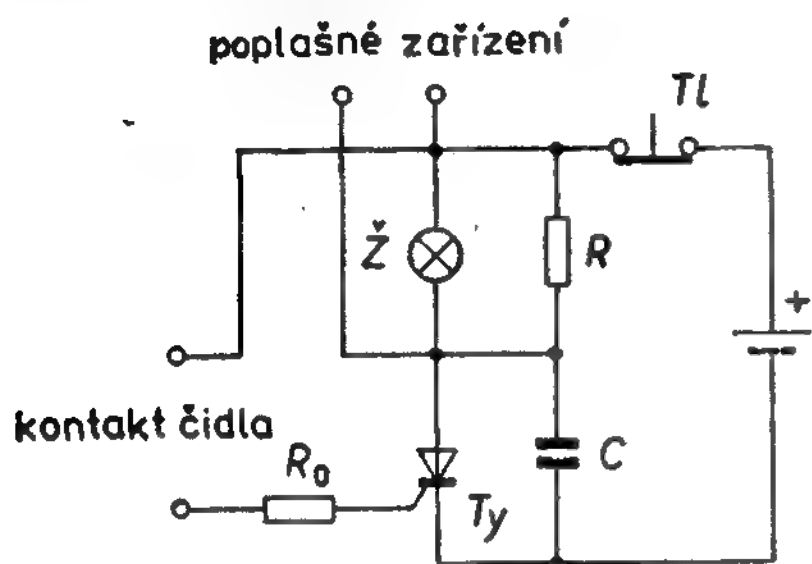 poplašné zařízení
Tl
Ž
R
+
kontakt čidla
R0
Ty
C